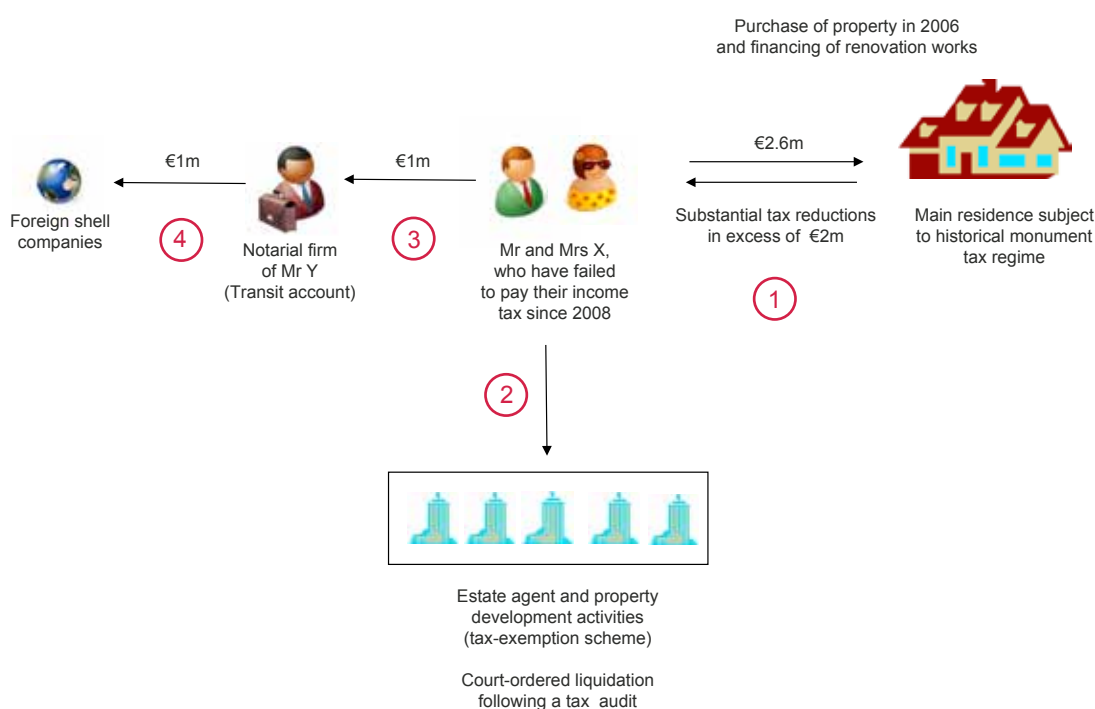 Purchase of property in 2006
and financing of renovation works
€2.6m
€1m
€1m
Foreign shell
companies
4
Notarial firm
of Mr Y
(Transit account)
3
Mr and Mrs X,
who have failed
to pay their income
tax since 2008
Substantial tax reductions
in excess of €2m
1
Main residence subject
to historical monument
tax regime
2
Estate agent and property
development activities
(tax-exemption scheme)
Court-ordered liquidation
following a tax audit